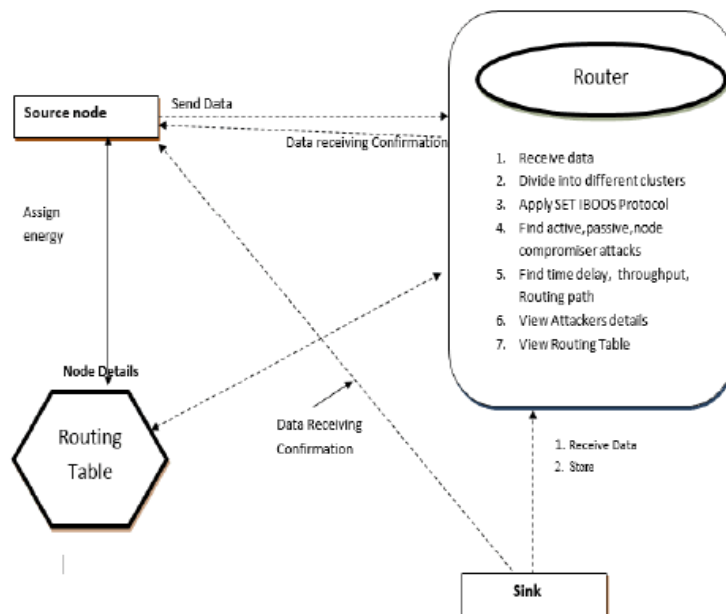 Router
Send Data
Source node
Data receiving Confirmation
1. Receive data
2. Divide into different clusters
3. Apply SET IBOOS Protocol
4. Find active,passive,node
compromiser attacks
5. Find time delay, throughput,
Routing path
6. View Attackers details
7. View Routing Table
Assign
energy
Node Details
Routing
Table
Data Receiving
Confirmation
1. Receive Data
2. Store
Sink